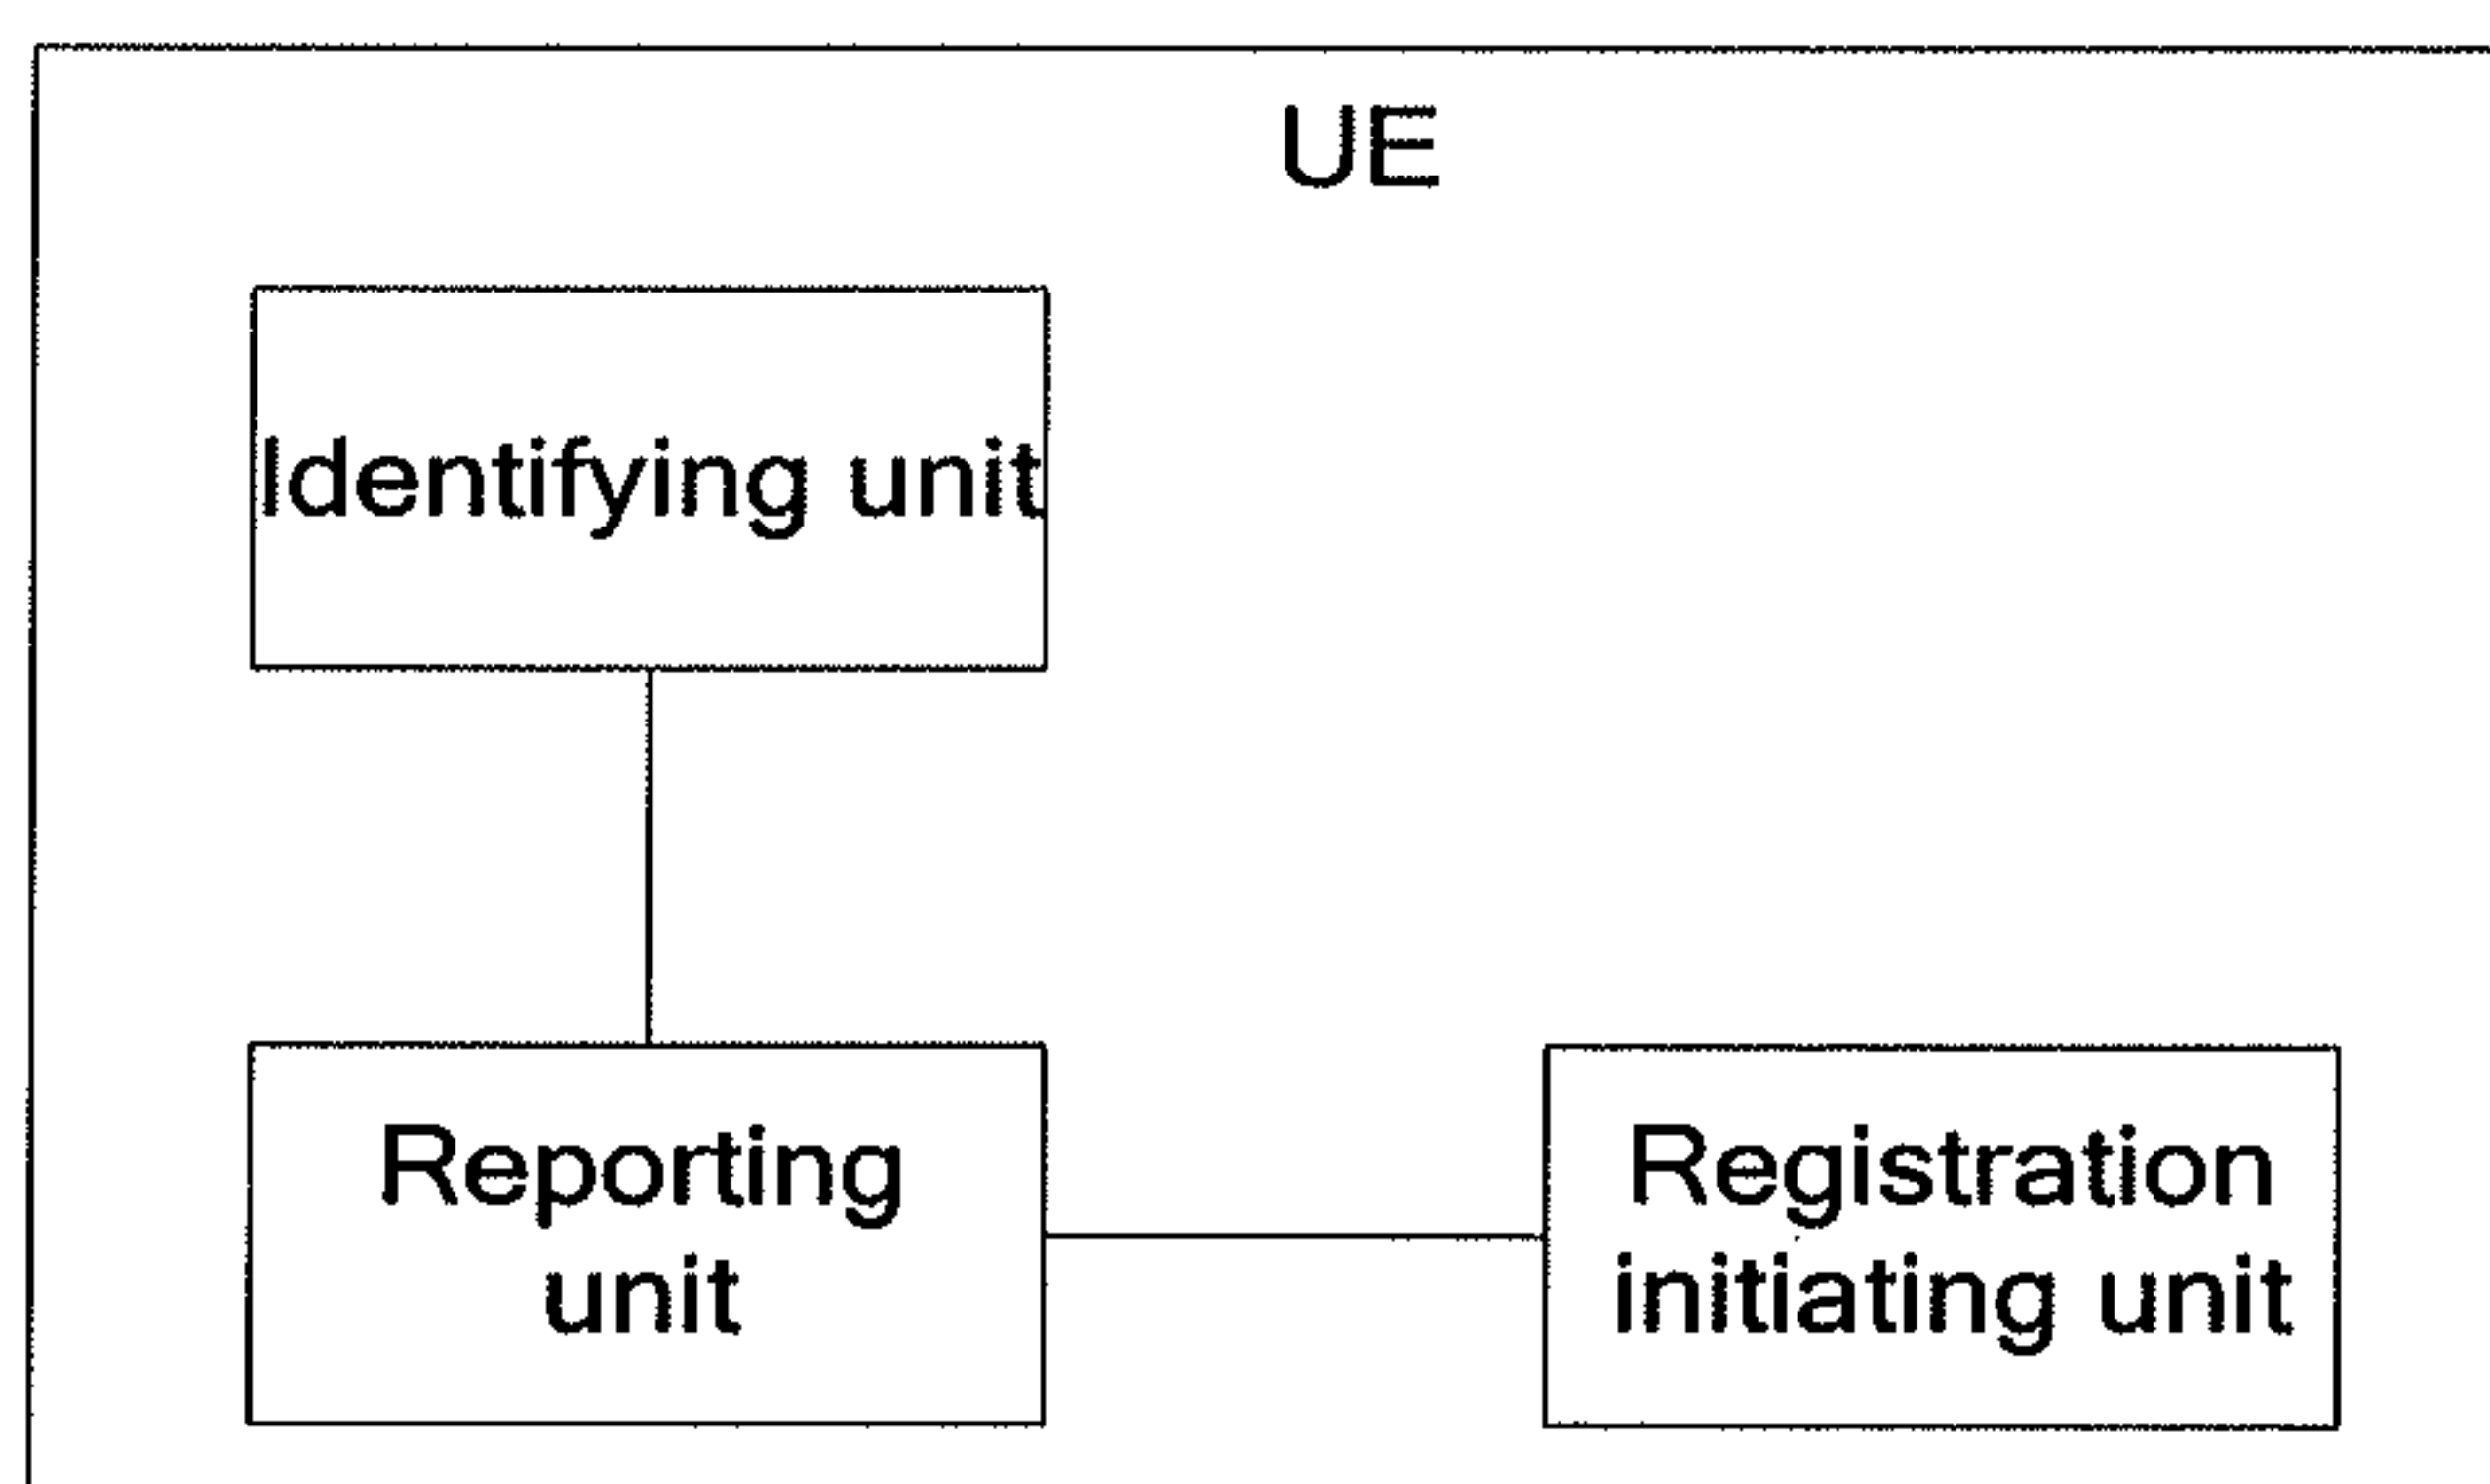 UE
Identifying unit
Reporting
unit
Registration
initiating unit